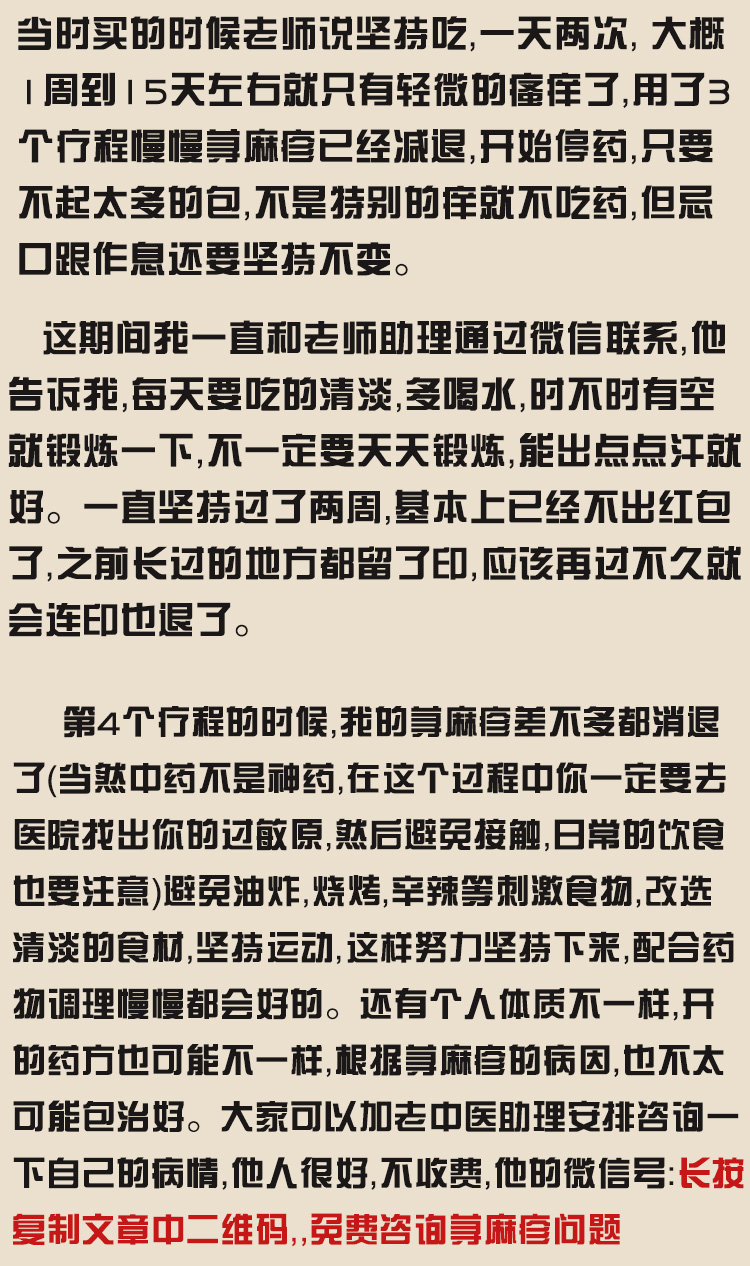 当时买的时候老师说坚持吃,一天两次, 大概
1周到15天左右就只有轻微的瘙痒了,用了3
个疗程慢慢荨麻疹已经减退,开始停药,只要
不起太多的包,不是特别的痒就不吃药,但忌
口跟作息还要坚持不变。
这期间我一直和老师助理通过微信联系,他
告诉我,每天要吃的清淡,多喝水,时不时有空
就锻炼一下,不一定要天天锻炼,能出点点汗就
好。一直坚持过了两周,基本上已经不出红包
了,之前长过的地方都留了印,应该再过不久就
会连印也退了。
第4个疗程的时候,我的荨麻疹差不多都消退
了(当然中药不是神药,在这个过程中你一定要去
医院找出你的过敏原,然后避免接触,日常的饮食
也要注意)避免油炸,烧烤,辛辣等刺激食物,改选
清淡的食材,坚持运动,这样努力坚持下来,配合药
物调理慢慢都会好的。还有个人体质不一样,开
的药方也可能不一样,根据荨麻疹的病因,也不太
可能包治好。大家可以加老中医助理安排咨询一
下自己的病情,他人很好,不收费,他的微信号:长按
复制文章中二维码,,免费咨询荨麻疹问题